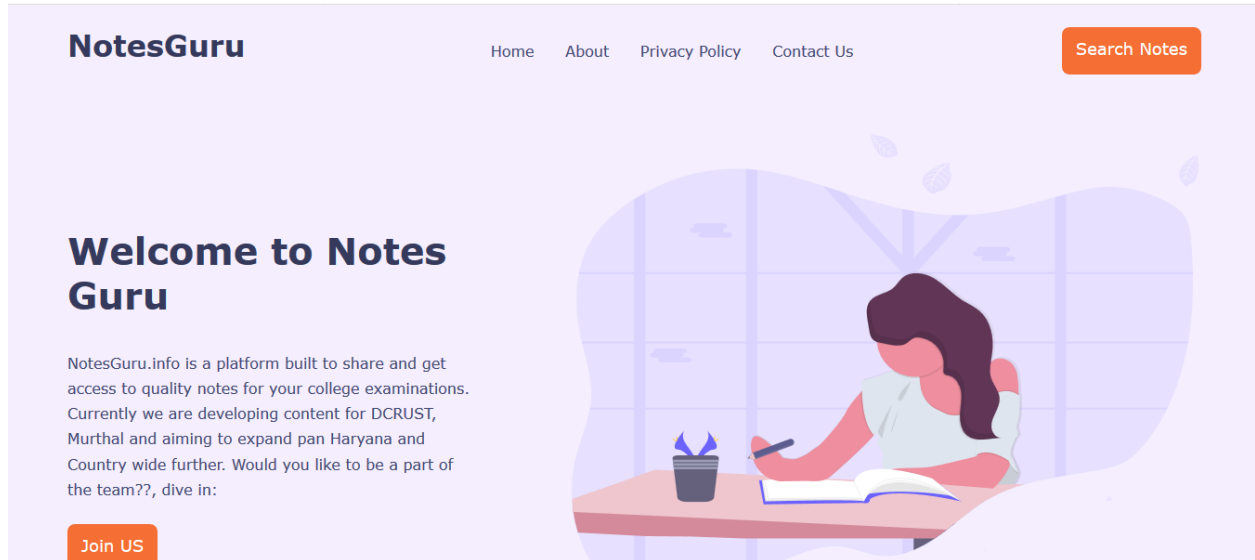 NotesGuru
Home About Privacy Policy Contact Us
Search Notes
Welcome to Notes
Guru
NotesGuru.info is a platform built to share and get
access to quality notes for your college examinations.
Currently we are developing content for DCRUST,
Murthal and aiming to expand pan Haryana and
Country wide further. Would you like to be a part of
the team??, dive in:
Join US